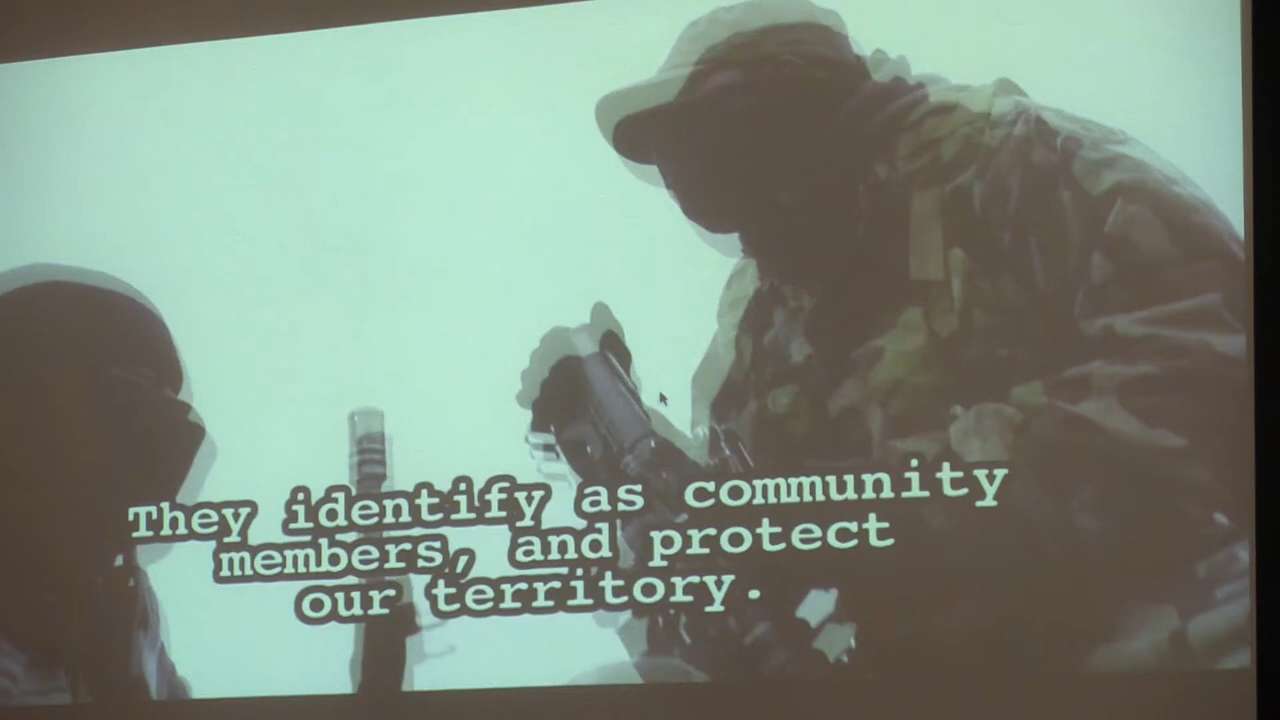 They identify as community
members, and protect
our territory.